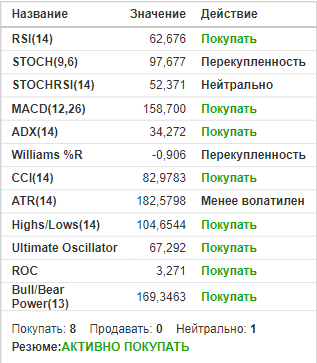 Название Значение Действие
RSI(14) 62,676 Покупать
STOCH(9,6) 97,677 Перекупленность
STOCHRSI(14) 52,371 Нейтрально
MACD(12,26) 158,700 Покупать
ADX(14) 34,272 Покупать
Williams %R -0,906 Перекупленность
CCI(14) 82,9783 Покупать
ATR(14) 182,5798 Менее волатилен
Highs/Lows(14) 104,6544 Покупать
Ultimate Oscillator 67,292 Покупать
ROC 3,271 Покупать
Bull/Bear
Power(13) 169,3463 Покупать
Покупать: 8 Продавать: 0 Нейтрально: 1
Резюме:АКТИВНО ПОКУПАТЬ